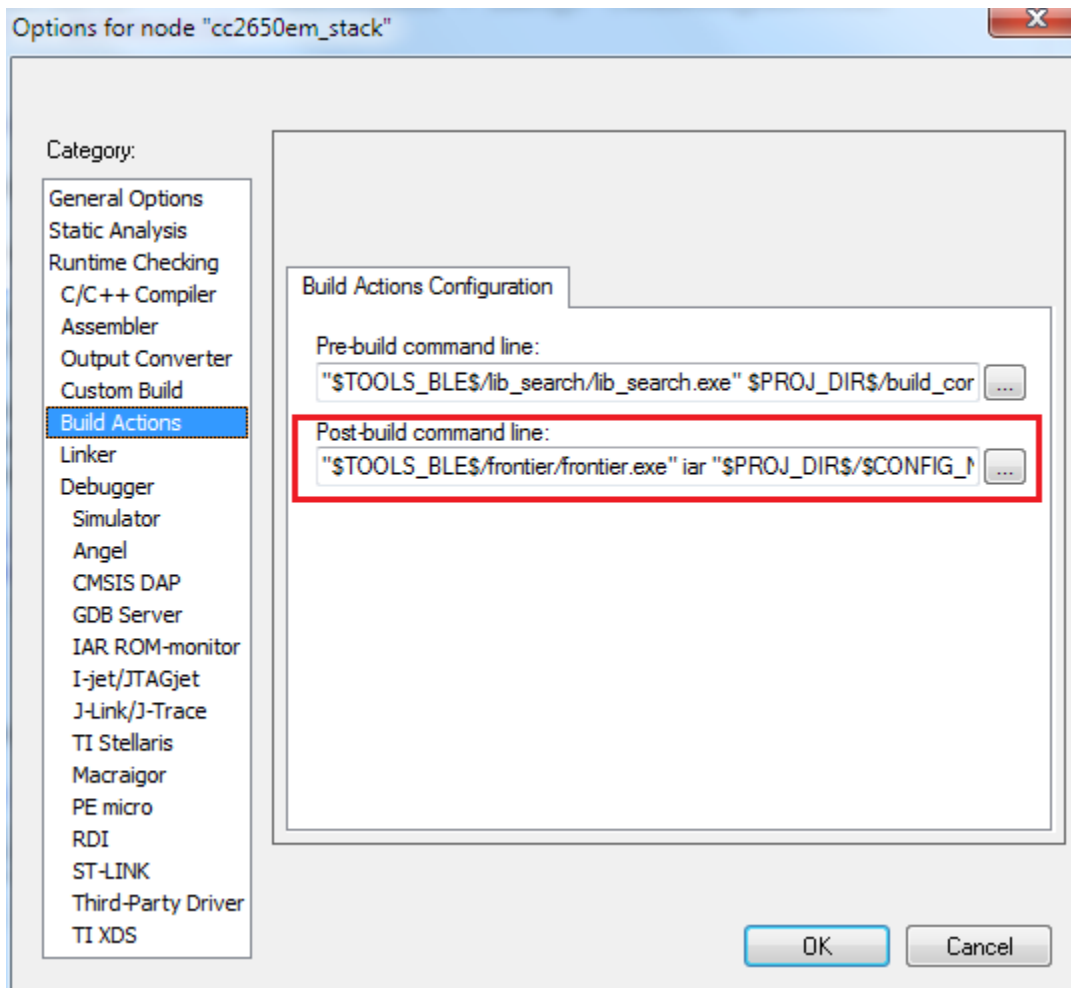 Options for node "cc2650em_stack"
x
Category:
General Options
Static Analysis
Runtime Checking
C/C++ Compiler
Assembler
Output Converter
Custom Build
Build Actions
Linker
Debugger
Simulator
Angel
CMSIS DAP
GDB Server
IAR ROM-monitor
I-jet/JTAGjet
J-Link/J-Trace
TI Stellaris
Macraigor
PE micro
RDI
ST-LINK
Third-Party Driver
TI XDS
Build Actions Configuration
Pre-build command line:
"$TOOLS_BLE$/lib_search/lib_search.exe" $PROJ_DIR$/build_cor
...
Post-build command line:
"$TOOLS_BLE$/frontier/frontier.exe" iar "$PROJ_DIR$/$CONFIG_
...
OK
Cancel